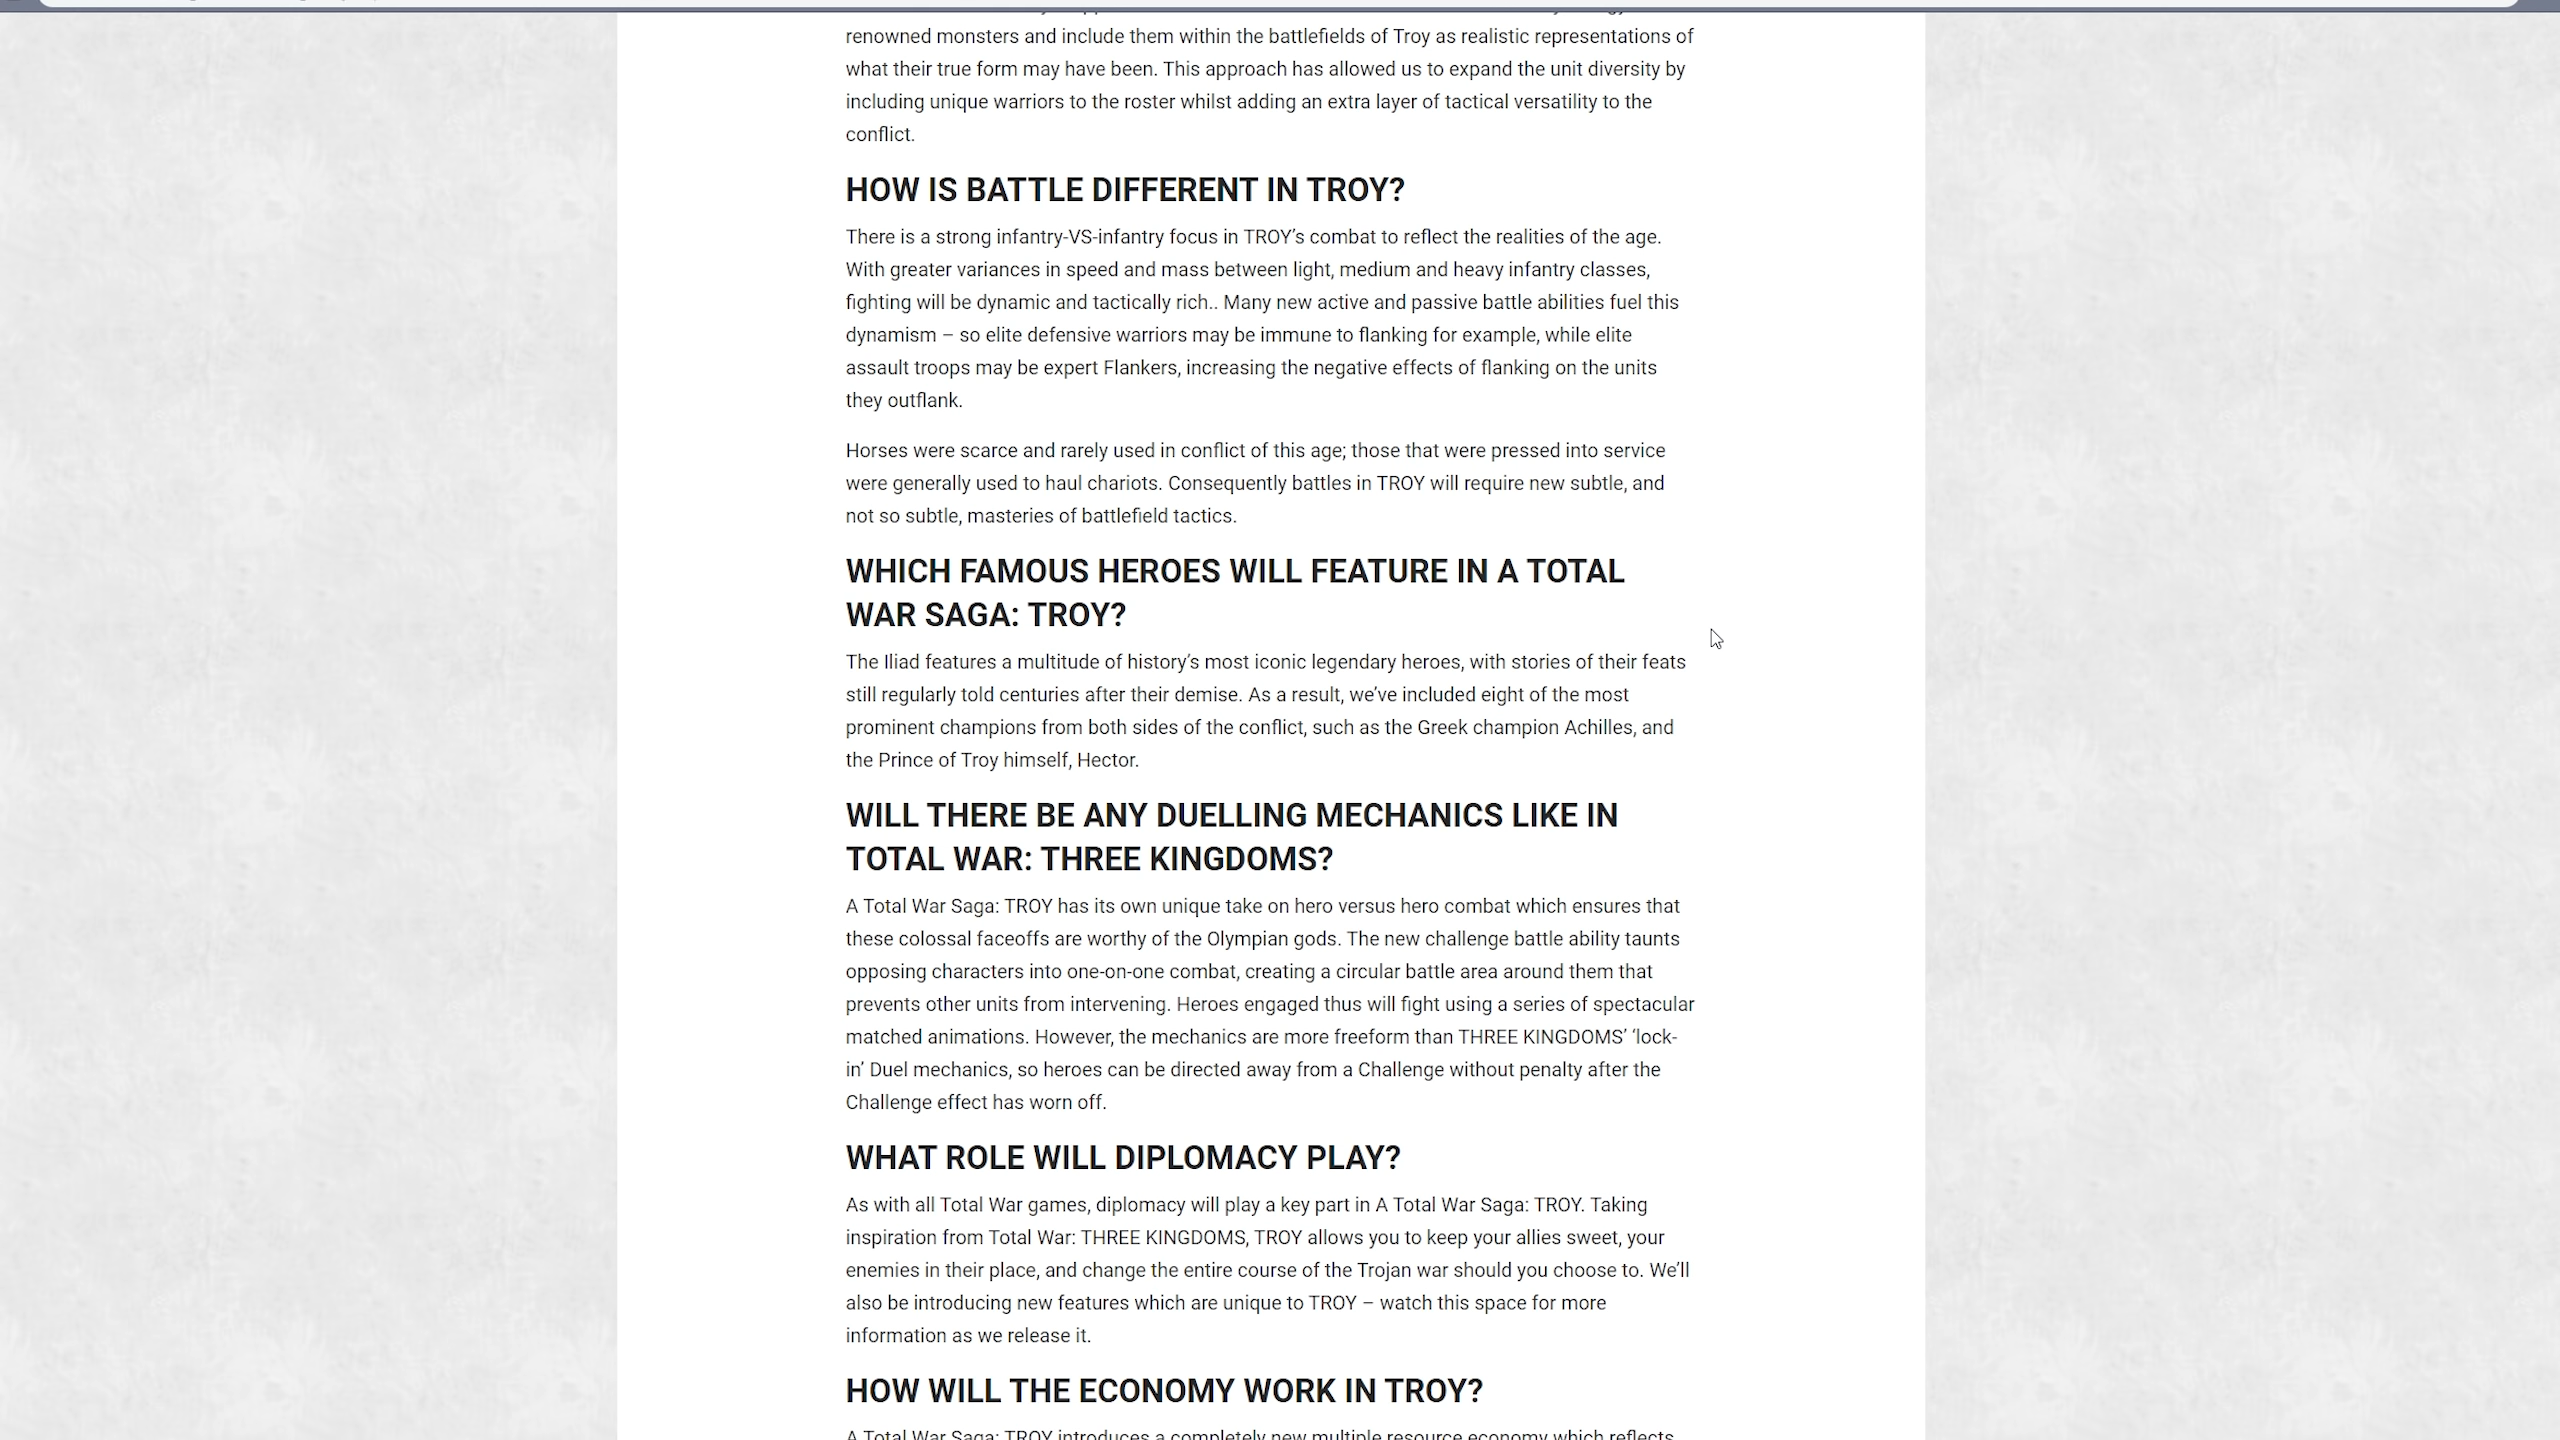 renowned monsters and include them within the battlefields of Troy as realistic representations of
what their true form may have been. This approach has allowed us to expand the unit diversity by
including unique warriors to the roster whilst adding an extra layer of tactical versatility to the
conflict.
HOW IS BATTLE DIFFERENT IN TROY?
There is a strong infantry-VS-infantry focus in TROY’s combat to reflect the realities of the age.
With greater variances in speed and mass between light, medium and heavy infantry classes,
fighting will be dynamic and tactically rich.. Many new active and passive battle abilities fuel this
dynamism – so elite defensive warriors may be immune to flanking for example, while elite
assault troops may be expert Flankers, increasing the negative effects of flanking on the units
they outflank.
Horses were scarce and rarely used in conflict of this age; those that were pressed into service
were generally used to haul chariots. Consequently battles in TROY will require new subtle, and
not so subtle, masteries of battlefield tactics.
WHICH FAMOUS HEROES WILL FEATURE IN A TOTAL
WAR SAGA: TROY?
The Iliad features a multitude of history’s most iconic legendary heroes, with stories of their feats
still regularly told centuries after their demise. As a result, we’ve included eight of the most
prominent champions from both sides of the conflict, such as the Greek champion Achilles, and
the Prince of Troy himself, Hector.
WILL THERE BE ANY DUELLING MECHANICS LIKE IN
TOTAL WAR: THREE KINGDOMS?
A Total War Saga: TROY has its own unique take on hero versus hero combat which ensures that
these colossal faceoffs are worthy of the Olympian gods. The new challenge battle ability taunts
opposing characters into one-on-one combat, creating a circular battle area around them that
prevents other units from intervening. Heroes engaged thus will fight using a series of spectacular
matched animations. However, the mechanics are more freeform than THREE KINGDOMS’ ‘lock-
in’ Duel mechanics, so heroes can be directed away from a Challenge without penalty after the
Challenge effect has worn off.
WHAT ROLE WILL DIPLOMACY PLAY?
As with all Total War games, diplomacy will play a key part in A Total War Saga: TROY. Taking
inspiration from Total War: THREE KINGDOMS, TROY allows you to keep your allies sweet, your
enemies in their place, and change the entire course of the Trojan war should you choose to. We’ll
also be introducing new features which are unique to TROY – watch this space for more
information as we release it.
HOW WILL THE ECONOMY WORK IN TROY?
A Total War Saga: TROY introduces a completely new multiple resource economy which reflects